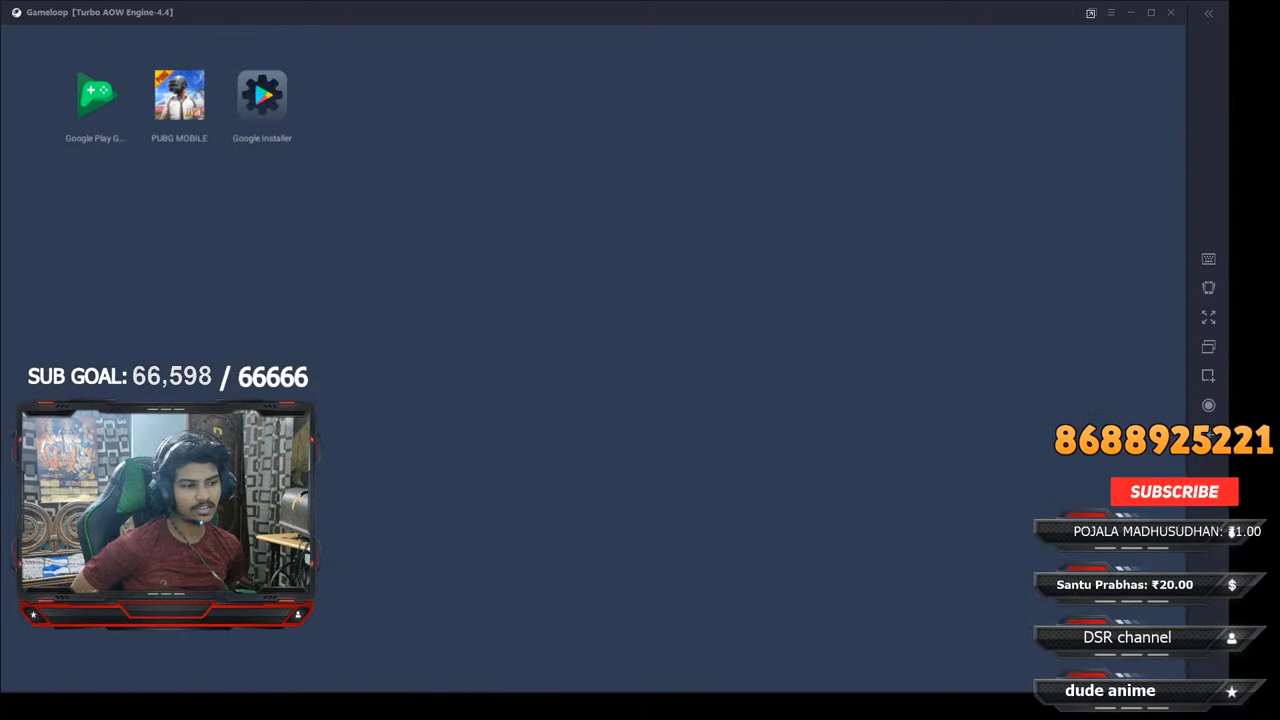 Gameloop【Turbo AOW Engine-4.4】
Google Play G...
PUBG MOBILE
Google Installer
SUB GOAL: 66,598 / 66666
8688925221
SUBSCRIBE
POJALA MADHUSUDHAN: ₹1.00
Santu Prabhas: ₹20.00
DSR channel
dude anime